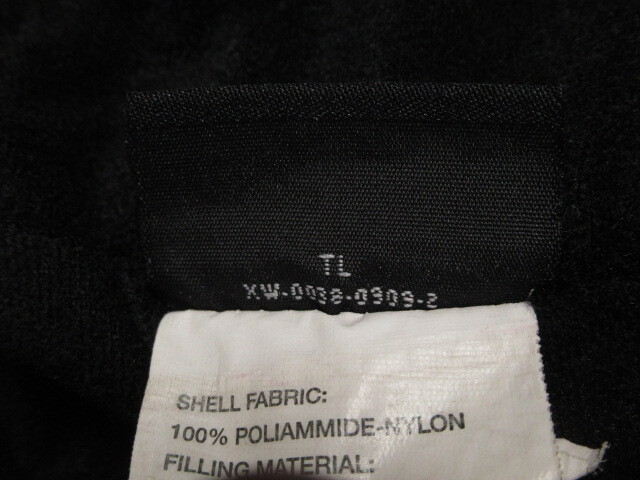 TL
XW-0038-0309-2
SHELL FABRIC:
100% POLIAMMIDE-NYLON
FILLING MATERIAL: